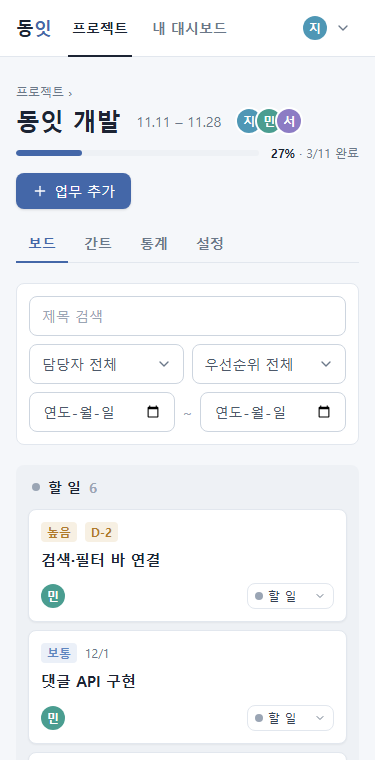 동잇 프로젝트 내 대시보드 지
프로젝트 ›
동잇 개발 11.11 – 11.28 지 민 서
27% · 3/11 완료
+ 업무 추가
보드 간트 통계 설정
제목 검색
담당자 전체 우선순위 전체
연도-월-일 ~ 연도-월-일
할 일 6
높음 D-2
검색·필터 바 연결
민 할 일
보통 12/1
댓글 API 구현
민 할 일